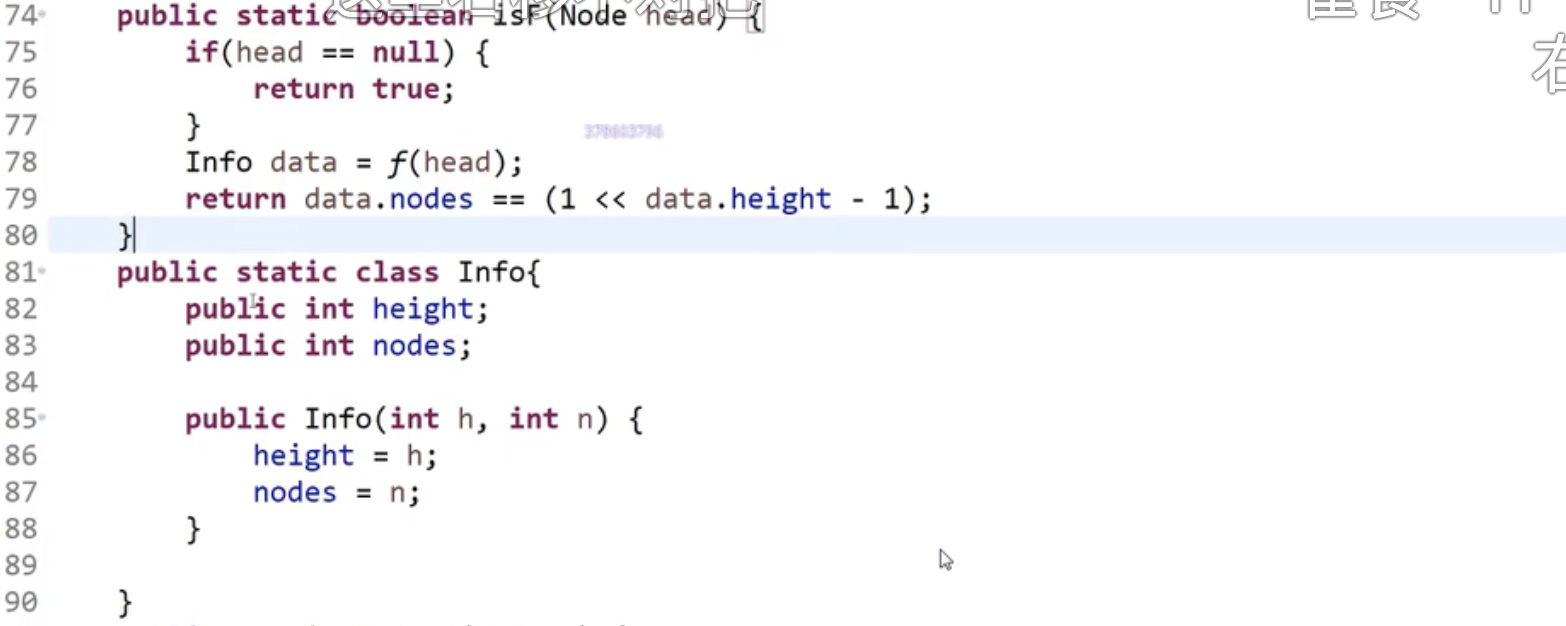 74 public static boolean isF(Node head) {
75 if(head == null) {
76 return true;
77 }
378603796
78 Info data = f(head);
79 return data.nodes == (1 << data.height - 1);
80 }
81 public static class Info{
82 public int height;
83 public int nodes;
84
85 public Info(int h, int n) {
86 height = h;
87 nodes = n;
88 }
89
90 }